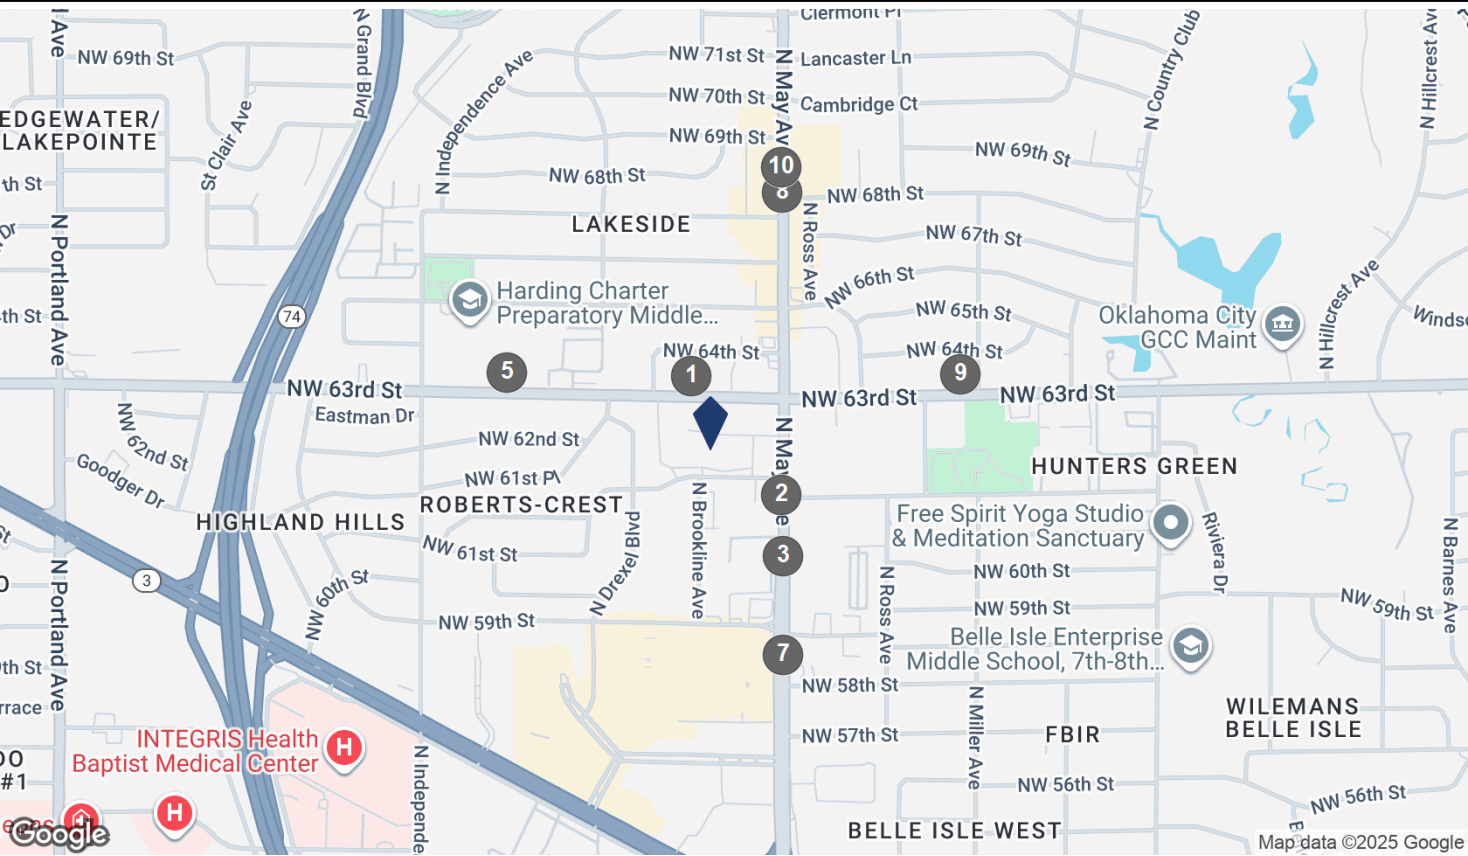 Clermont Pl
N Grand Blvd
NW 69th St
NW 71st St
Lancaster Ln
N May Av
N Country Club
N Hillcrest Av
N Independence Ave
NW 70th St
Cambridge Ct
EDGEWATER/
LAKEPOINTE
St Clair Ave
NW 69th St
NW 69th St
10
8
th St
NW 68th St
NW 68th St
LAKESIDE
N Ross Ave
NW 67th St
N Portland Ave
NW 66th St
Harding Charter
Preparatory Middle...
74
NW 65th St
Oklahoma City
GCC Maint
N Hillcrest Ave
NW 64th St
NW 64th St
5
1
9
NW 63rd St
NW 63rd St
NW 63rd St
Eastman Dr
NW 62nd St
NW 62nd St
N May
e
HUNTERS GREEN
Goodger Dr
NW 61st Pl
ROBERTS-CREST
HIGHLAND HILLS
2
N Brookline Ave
N Drexel Blvd
Free Spirit Yoga Studio
& Meditation Sanctuary
Riviera Dr
N Barnes Ave
NW 61st St
3
3
N Portland Ave
NW 60th St
NW 60th St
N Ross Ave
NW 59th St
NW 59th St
NW 59th St
Belle Isle Enterprise
Middle School, 7th-8th...
7
NW 58th St
N Miller Ave
WILEMANS
BELLE ISLE
INTEGRIS Health
Baptist Medical Center
H
N Independe
NW 57th St
FBIR
#1
NW 56th St
NW 56th St
H
BELLE ISLE WEST
Google
Map data ©2025 Google